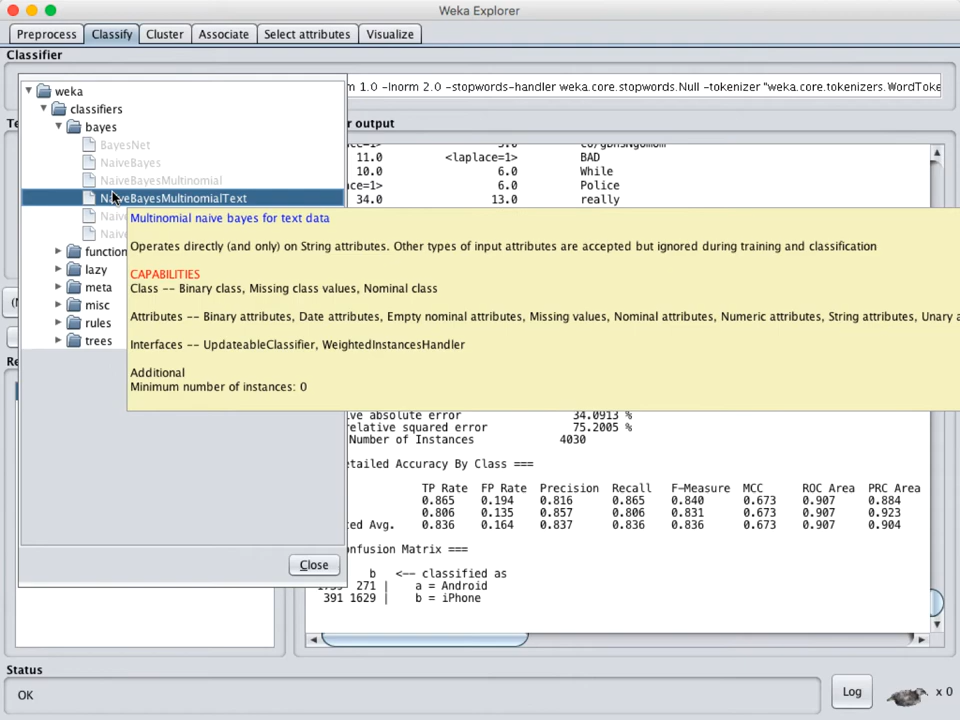 Weka Explorer
Preprocess Classify Cluster Associate Select attributes Visualize
Classifier
m 1.0 -lnorm 2.0 -stopwords-handler weka.core.stopwords.Null -tokenizer "weka.core.tokenizers.WordToke
weka
classifiers
bayes
BayesNet
NaiveBayes
NaiveBayesMultinomial
NaiveBayesMultinomialText
lazy
meta
misc
rules
trees
Close
Multinomial naive bayes for text data
Operates directly (and only) on String attributes. Other types of input attributes are accepted but ignored during training and classification
CAPABILITIES
Class -- Binary class, Missing class values, Nominal class
Attributes -- Binary attributes, Date attributes, Empty nominal attributes, Missing values, Nominal attributes, Numeric attributes, String attributes, Unary a
Interfaces -- UpdateableClassifier, WeightedInstancesHandler
Additional
Minimum number of instances: 0
r output
place=1>
11.0 <laplace=1> BAD
10.6 6.0 While
place=1> 6.0 Police
34.0 13.0 really
ve absolute error 34.0913 %
relative squared error 75.2005 %
Number of Instances 4030
etailed Accuracy By Class ===
TP Rate FP Rate Precision Recall F-Measure MCC ROC Area PRC Area
0.865 0.194 0.816 0.865 0.840 0.673 0.907 0.884
0.806 0.135 0.857 0.806 0.831 0.673 0.907 0.923
ted Avg. 0.836 0.164 0.837 0.836 0.836 0.673 0.907 0.904
onfusion Matrix ===
b <-- classified as
271 | a = Android
391 1629 | b = iPhone
Status
OK
Log
x 0